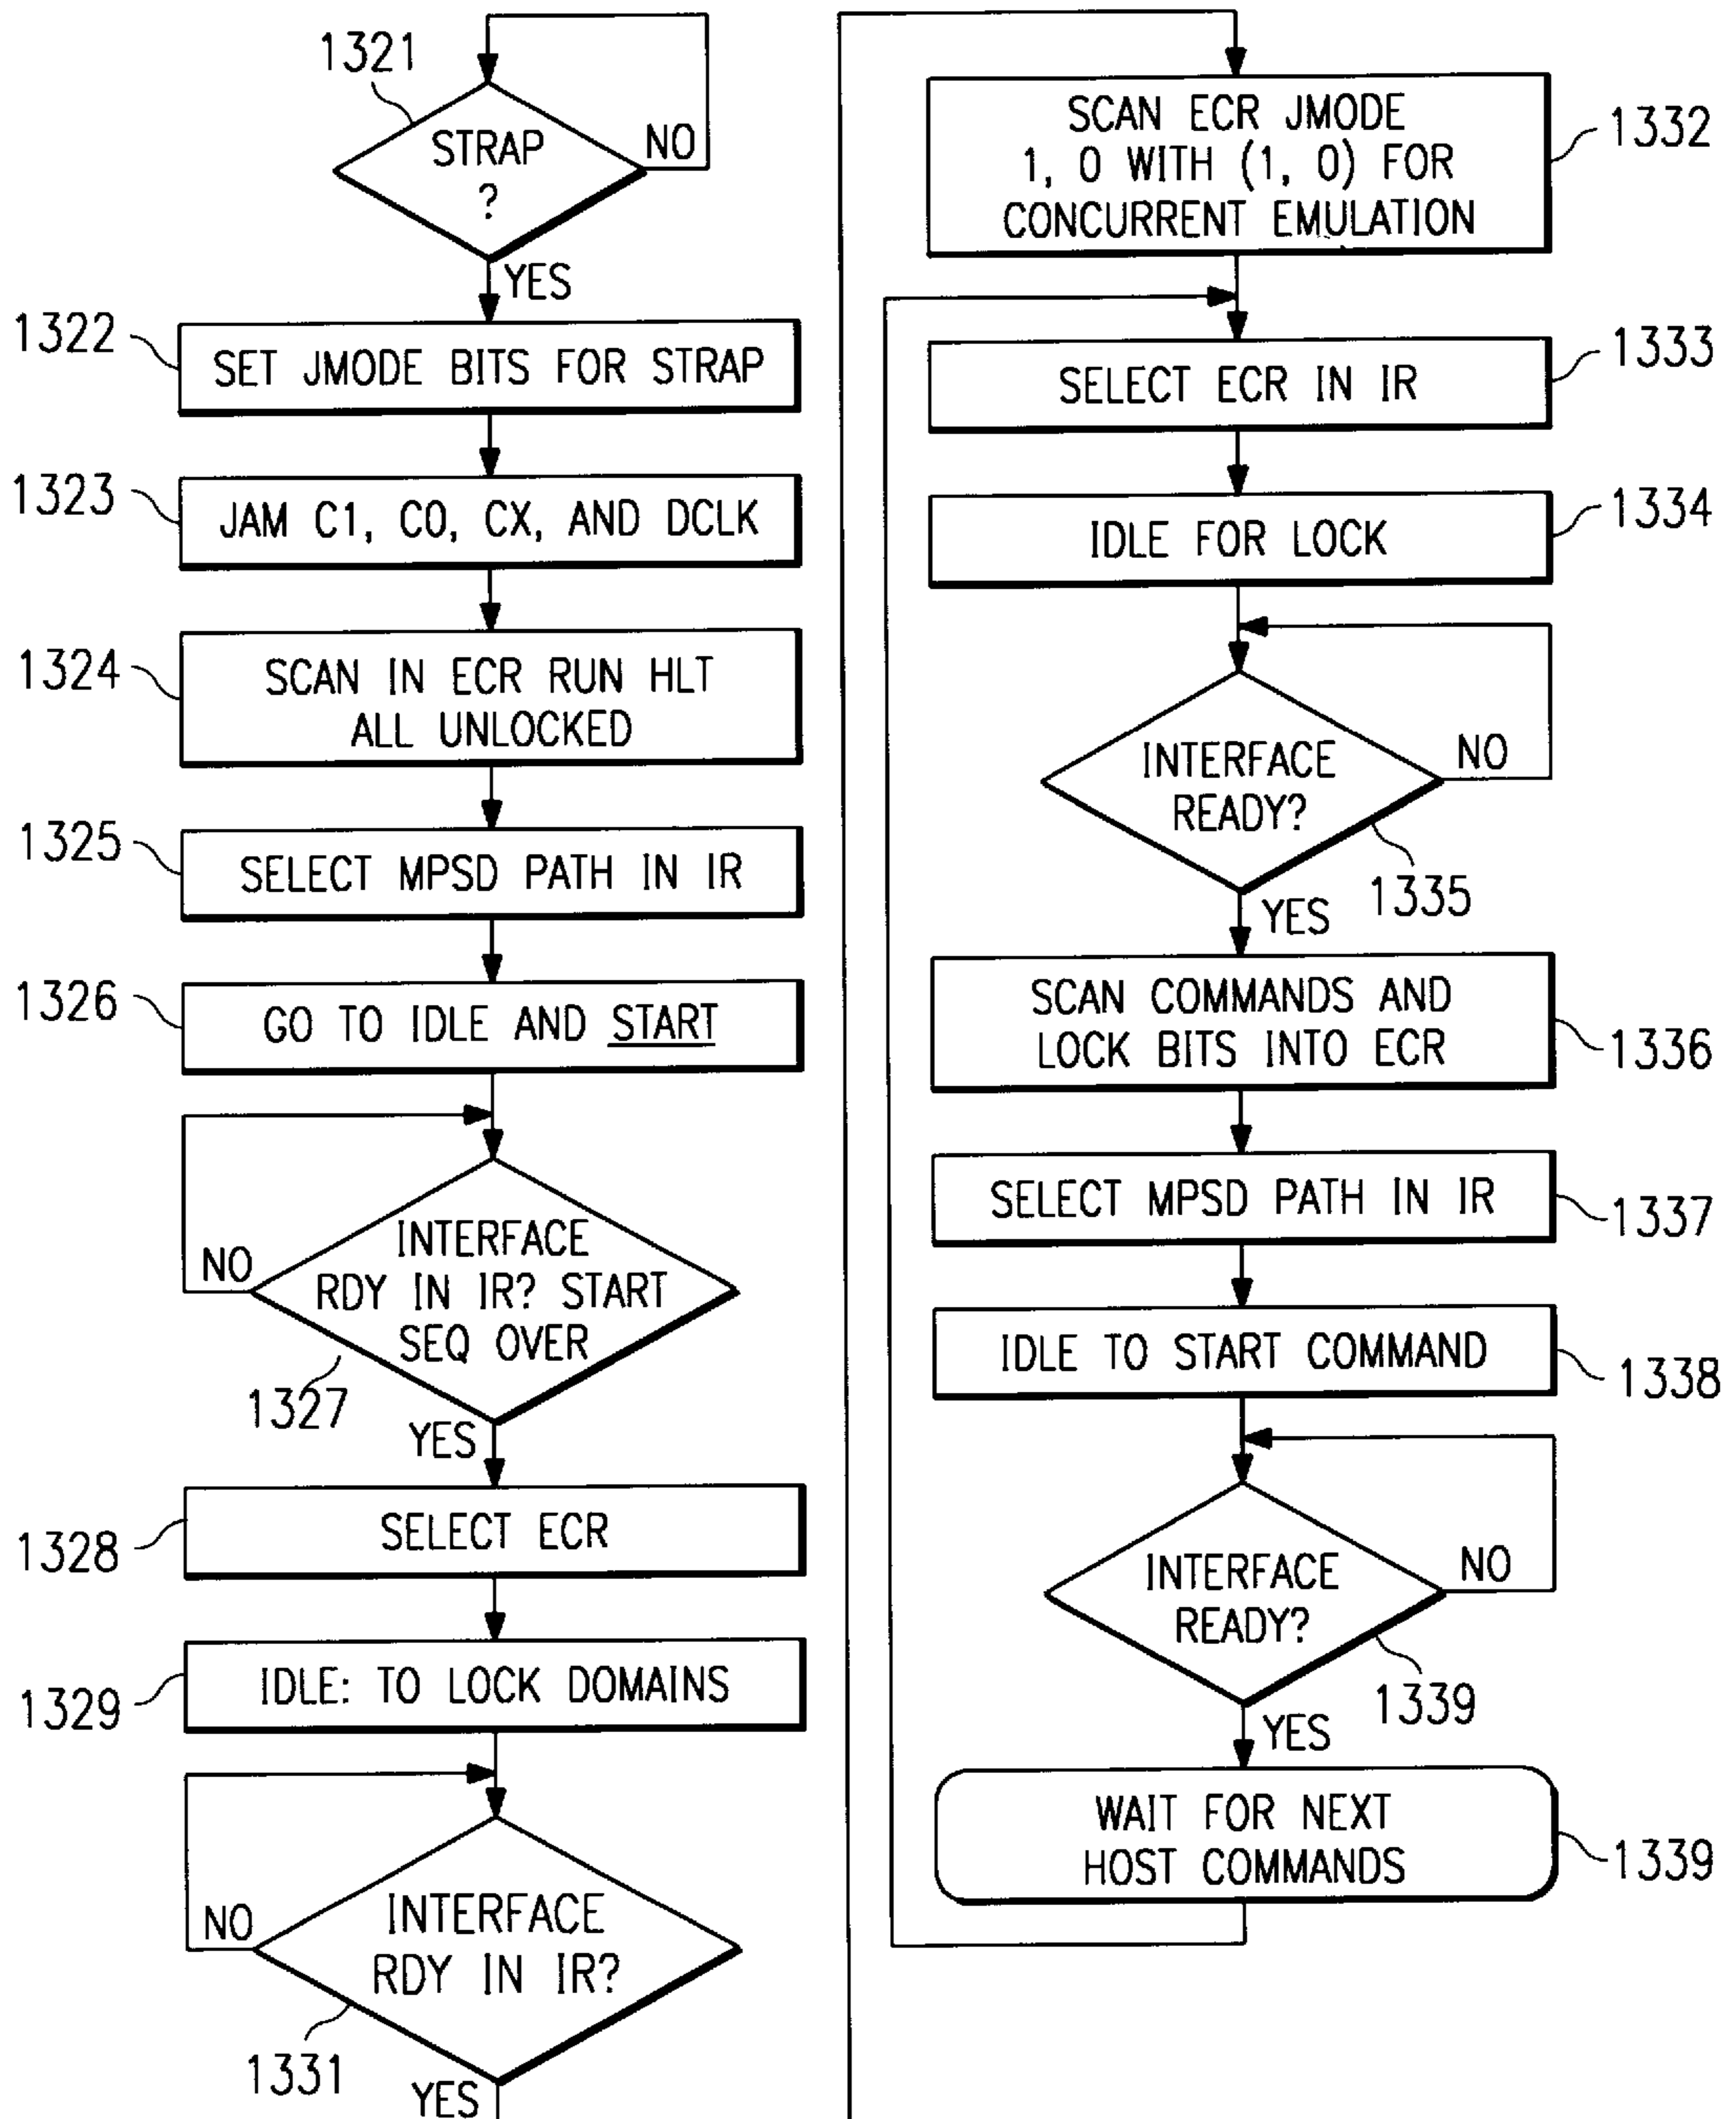 1321
STRAP
?
NO
YES
1322
SET JMODE BITS FOR STRAP
1323
JAM C1, C0, CX, AND DCLK
1324
SCAN IN ECR RUN HLT
ALL UNLOCKED
1325
SELECT MPSD PATH IN IR
1326
GO TO IDLE AND START
INTERFACE
RDY IN IR? START
SEQ OVER
NO
1327
YES
1328
SELECT ECR
1329
IDLE: TO LOCK DOMAINS
INTERFACE
RDY IN IR?
NO
1331
YES
SCAN ECR JMODE
1, 0 WITH (1, 0) FOR
CONCURRENT EMULATION
1332
SELECT ECR IN IR
1333
IDLE FOR LOCK
1334
INTERFACE
READY?
NO
1335
YES
SCAN COMMANDS AND
LOCK BITS INTO ECR
1336
SELECT MPSD PATH IN IR
1337
IDLE TO START COMMAND
1338
INTERFACE
READY?
NO
1339
YES
WAIT FOR NEXT
HOST COMMANDS
1339